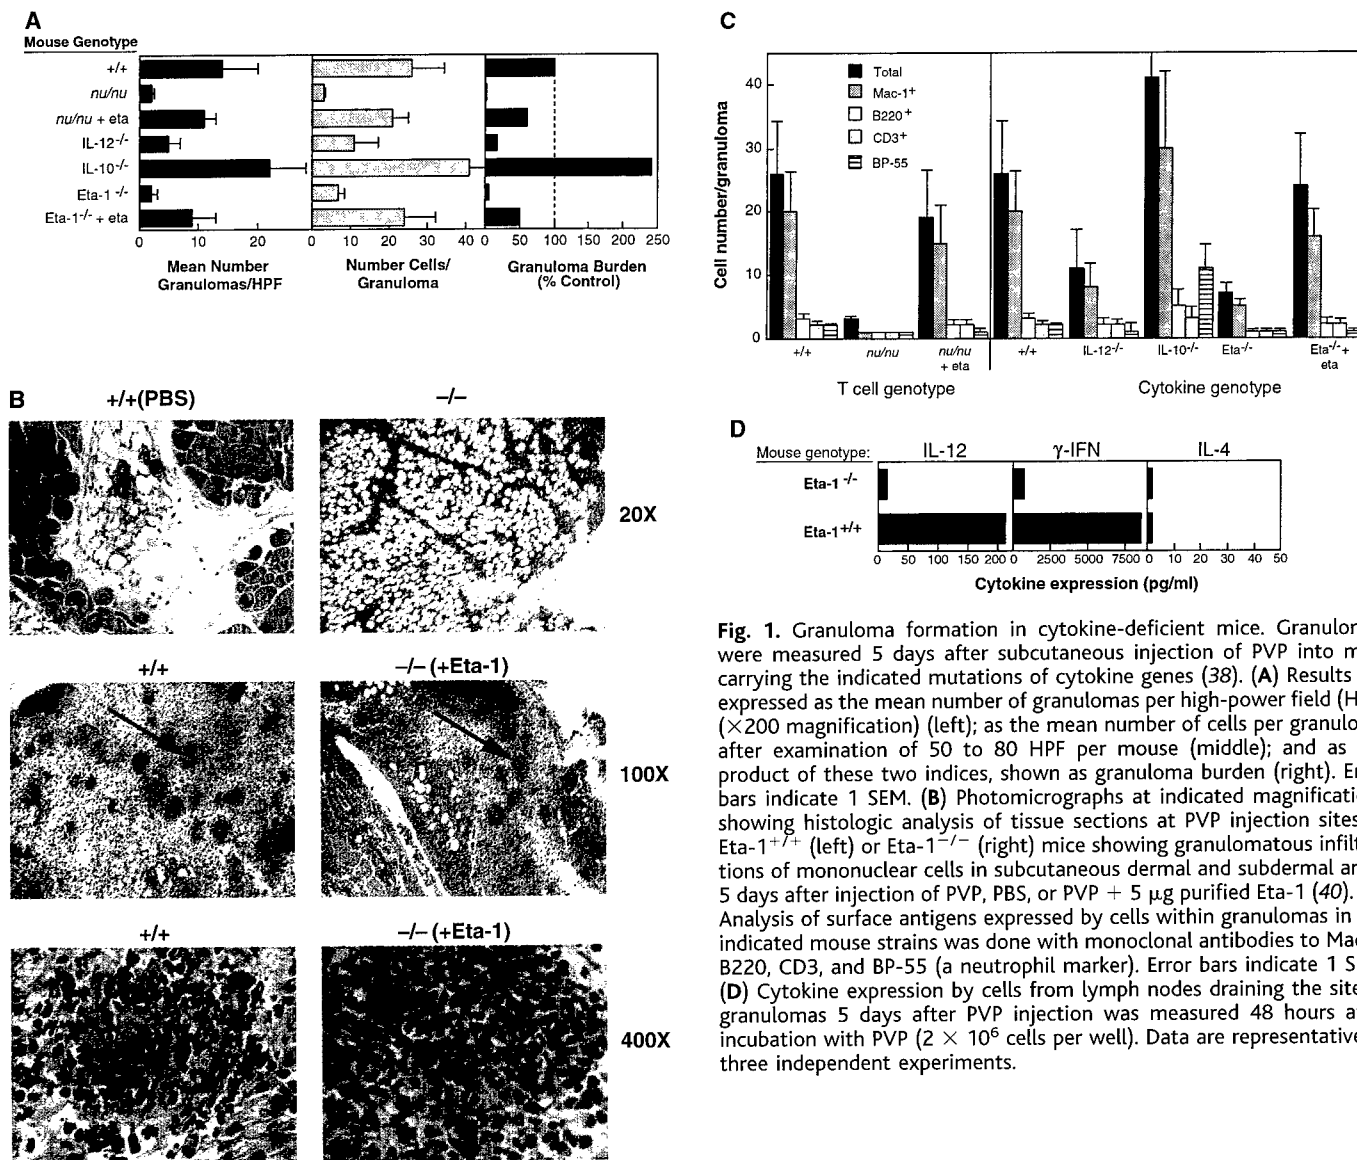 A
Mouse Genotype
+/+
nu/nu
nu/nu + eta
IL-12-/-
IL-10-/-
Eta-1 -/-
Eta-1-/- + eta
0 10 20
0 10 20 30 40
0 50 100 150 200 250
Mean Number
Granulomas/HPF
Number Cells/
Granuloma
Granuloma Burden
(% Control)
B
+/+(PBS)
–/–
20X
+/+
–/– (+Eta-1)
100X
+/+
–/– (+Eta-1)
400X
C
Cell number/granuloma
40
30
20
10
0
Total
Mac-1+
B220+
CD3+
BP-55
+/+
nu/nu
nu/nu
+ eta
+/+
IL-12-/-
IL-10-/-
Eta-/-
Eta-/- +
eta
T cell genotype
Cytokine genotype
D
Mouse genotype:
IL-12
γ-IFN
IL-4
Eta-1 -/-
Eta-1+/+
0 50 100 150 200
0 2500 5000 7500
0 10 20 30 40 50
Cytokine expression (pg/ml)
Fig. 1. Granuloma formation in cytokine-deficient mice. Granulom
were measured 5 days after subcutaneous injection of PVP into m
carrying the indicated mutations of cytokine genes (38). (A) Results
expressed as the mean number of granulomas per high-power field (H
(×200 magnification) (left); as the mean number of cells per granulo
after examination of 50 to 80 HPF per mouse (middle); and as
product of these two indices, shown as granuloma burden (right). Er
bars indicate 1 SEM. (B) Photomicrographs at indicated magnificati
showing histologic analysis of tissue sections at PVP injection sites
Eta-1+/+ (left) or Eta-1−/− (right) mice showing granulomatous infilt
tions of mononuclear cells in subcutaneous dermal and subdermal ar
5 days after injection of PVP, PBS, or PVP + 5 μg purified Eta-1 (40).
Analysis of surface antigens expressed by cells within granulomas in
indicated mouse strains was done with monoclonal antibodies to Ma
B220, CD3, and BP-55 (a neutrophil marker). Error bars indicate 1 S
(D) Cytokine expression by cells from lymph nodes draining the site
granulomas 5 days after PVP injection was measured 48 hours a
incubation with PVP (2 × 10⁶ cells per well). Data are representative
three independent experiments.